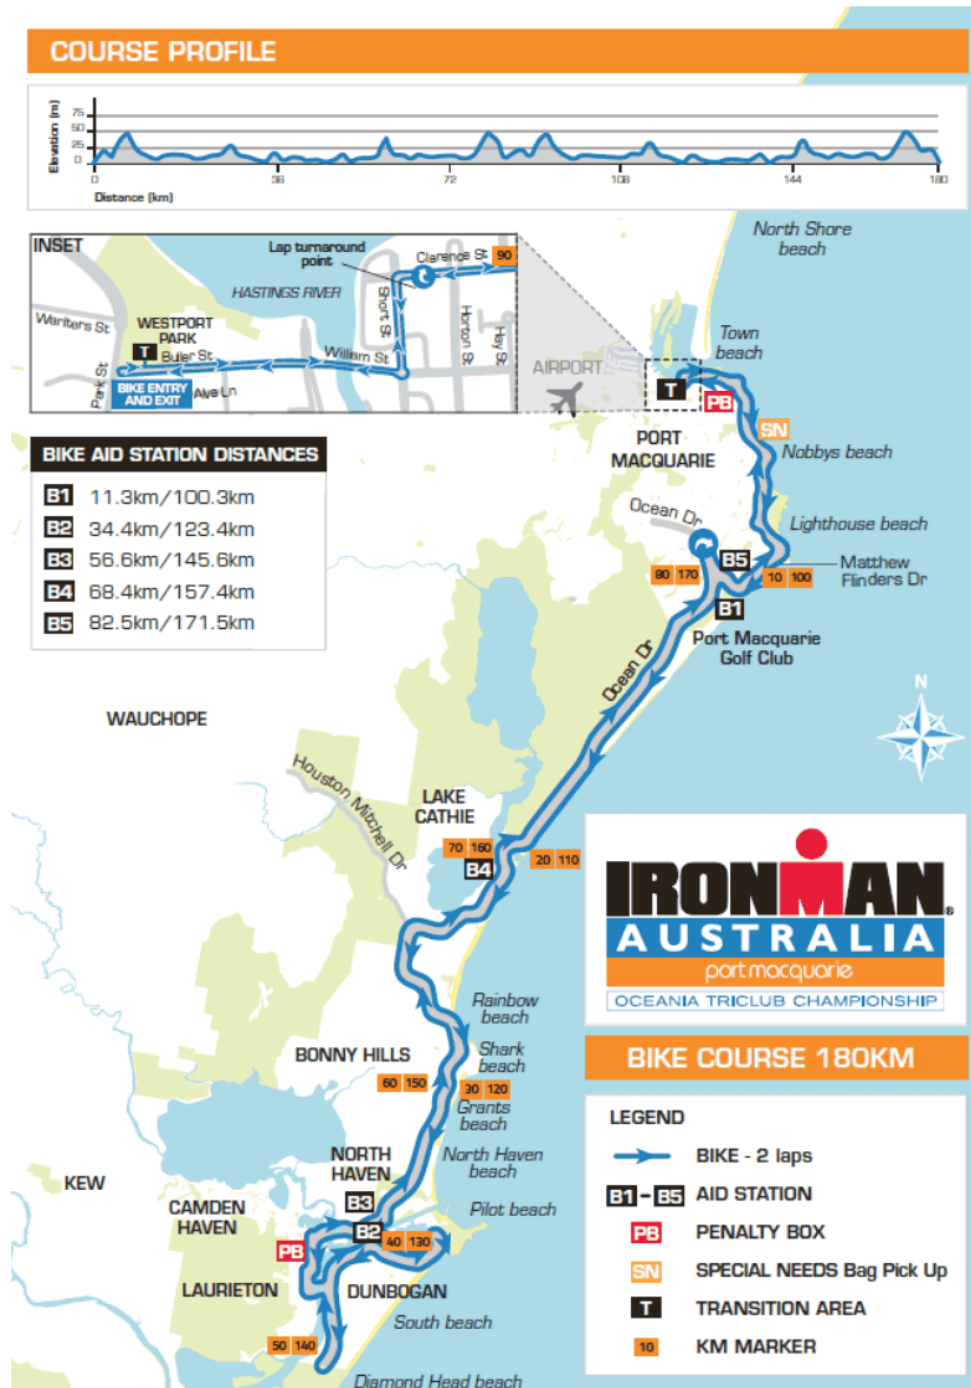 COURSE PROFILE
Elevation (m)
75
50
25
0
0
36
72
108
144
180
Distance (km)
INSET
Lap turnaround
point
Clarence St
90
HASTINGS RIVER
Short St
Horton St
Hay St
Warlters St
WESTPORT
PARK
T
Buller St
William St
Park St
BIKE ENTRY
AND EXIT
Alva Ln
North Shore
beach
Town
beach
AIRPORT
T
PB
SN
PORT
MACQUARIE
Nobbys beach
BIKE AID STATION DISTANCES
B1 11.3km/100.3km
B2 34.4km/123.4km
B3 56.6km/145.6km
B4 68.4km/157.4km
B5 82.5km/171.5km
Ocean Dr
Lighthouse beach
B5
80 170
10 100
Matthew
Flinders Dr
B1
Port Macquarie
Golf Club
Ocean Dr
N
WAUCHOPE
Houston Mitchell Dr
LAKE
CATHIE
70 160
B4
20 110
IRONMAN®
AUSTRALIA
port macquarie
OCEANIA TRICLUB CHAMPIONSHIP
Rainbow
beach
BONNY HILLS
Shark
beach
60 150
30 120
Grants
beach
BIKE COURSE 180KM
LEGEND
BIKE - 2 laps
B1-B5 AID STATION
PB PENALTY BOX
SN SPECIAL NEEDS Bag Pick Up
T TRANSITION AREA
10 KM MARKER
NORTH
HAVEN
North Haven
beach
KEW
B3
CAMDEN
HAVEN
Pilot beach
B2
40 130
PB
LAURIETON
DUNBOGAN
South beach
50 140
Diamond Head beach